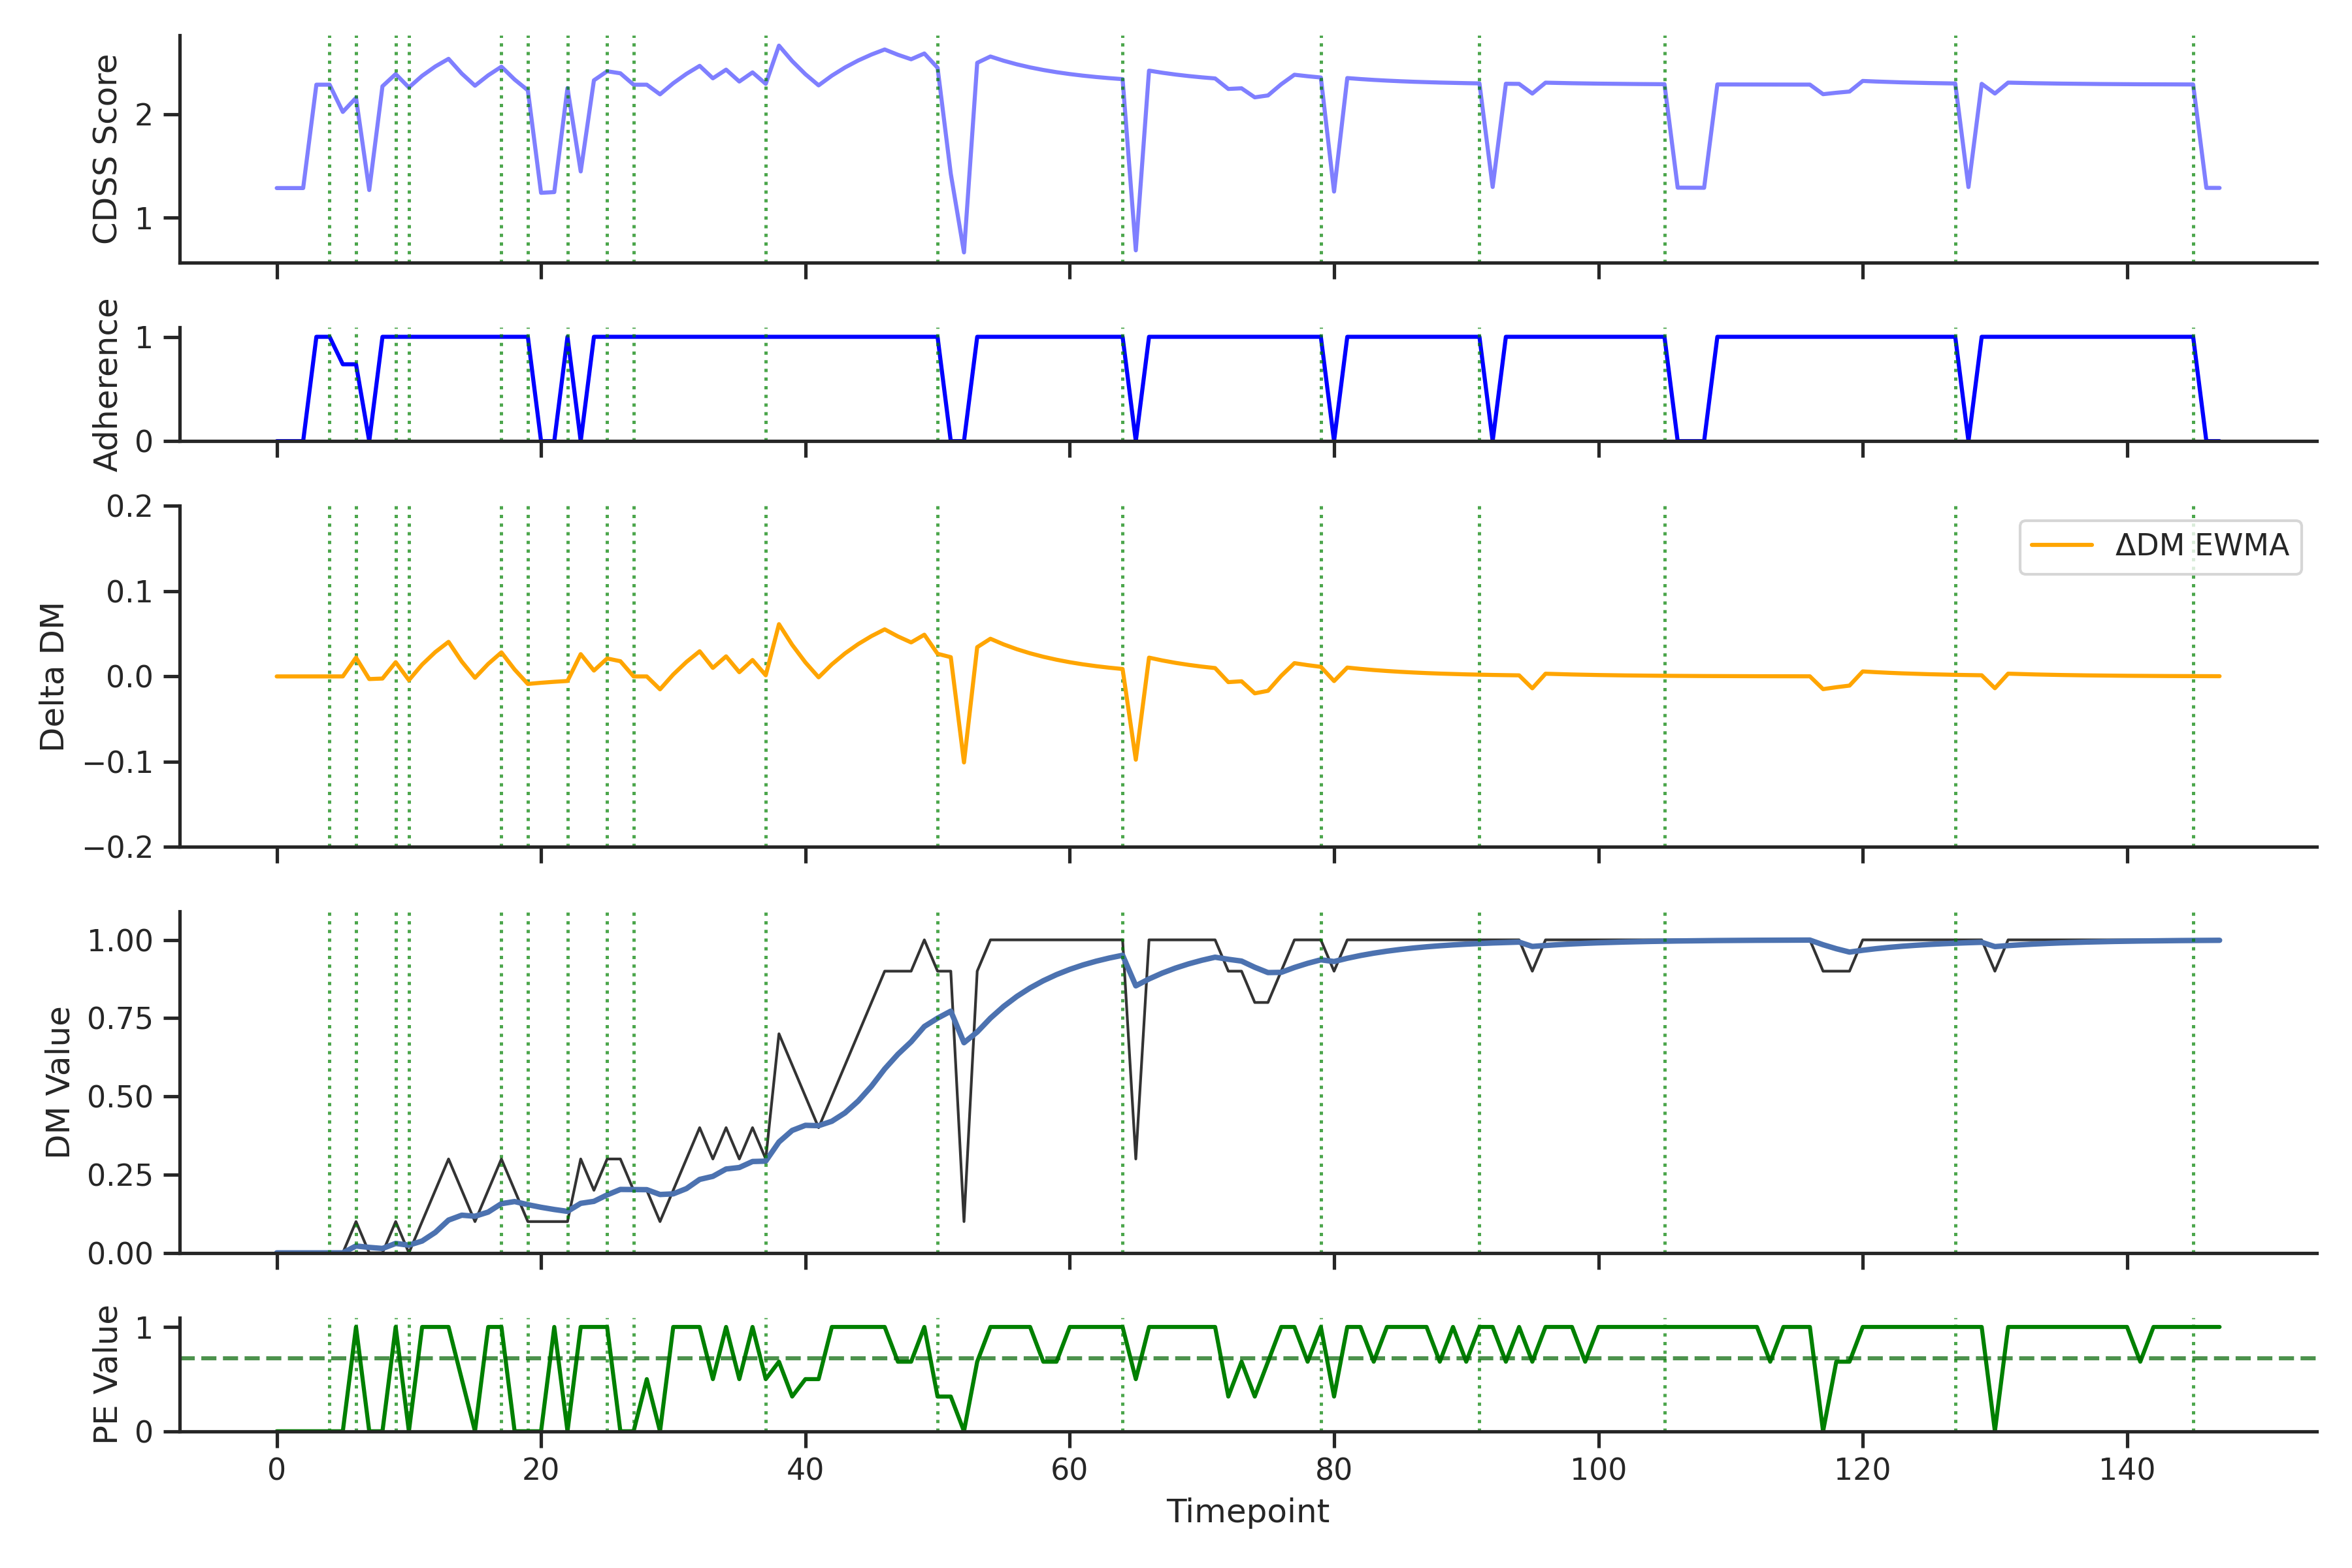 CDSS Score
2
1
Adherence
1
0
Delta DM
0.2
0.1
0.0
−0.1
−0.2
ΔDM EWMA
DM Value
1.00
0.75
0.50
0.25
0.00
PE Value
1
0
0 20 40 60 80 100 120 140
Timepoint